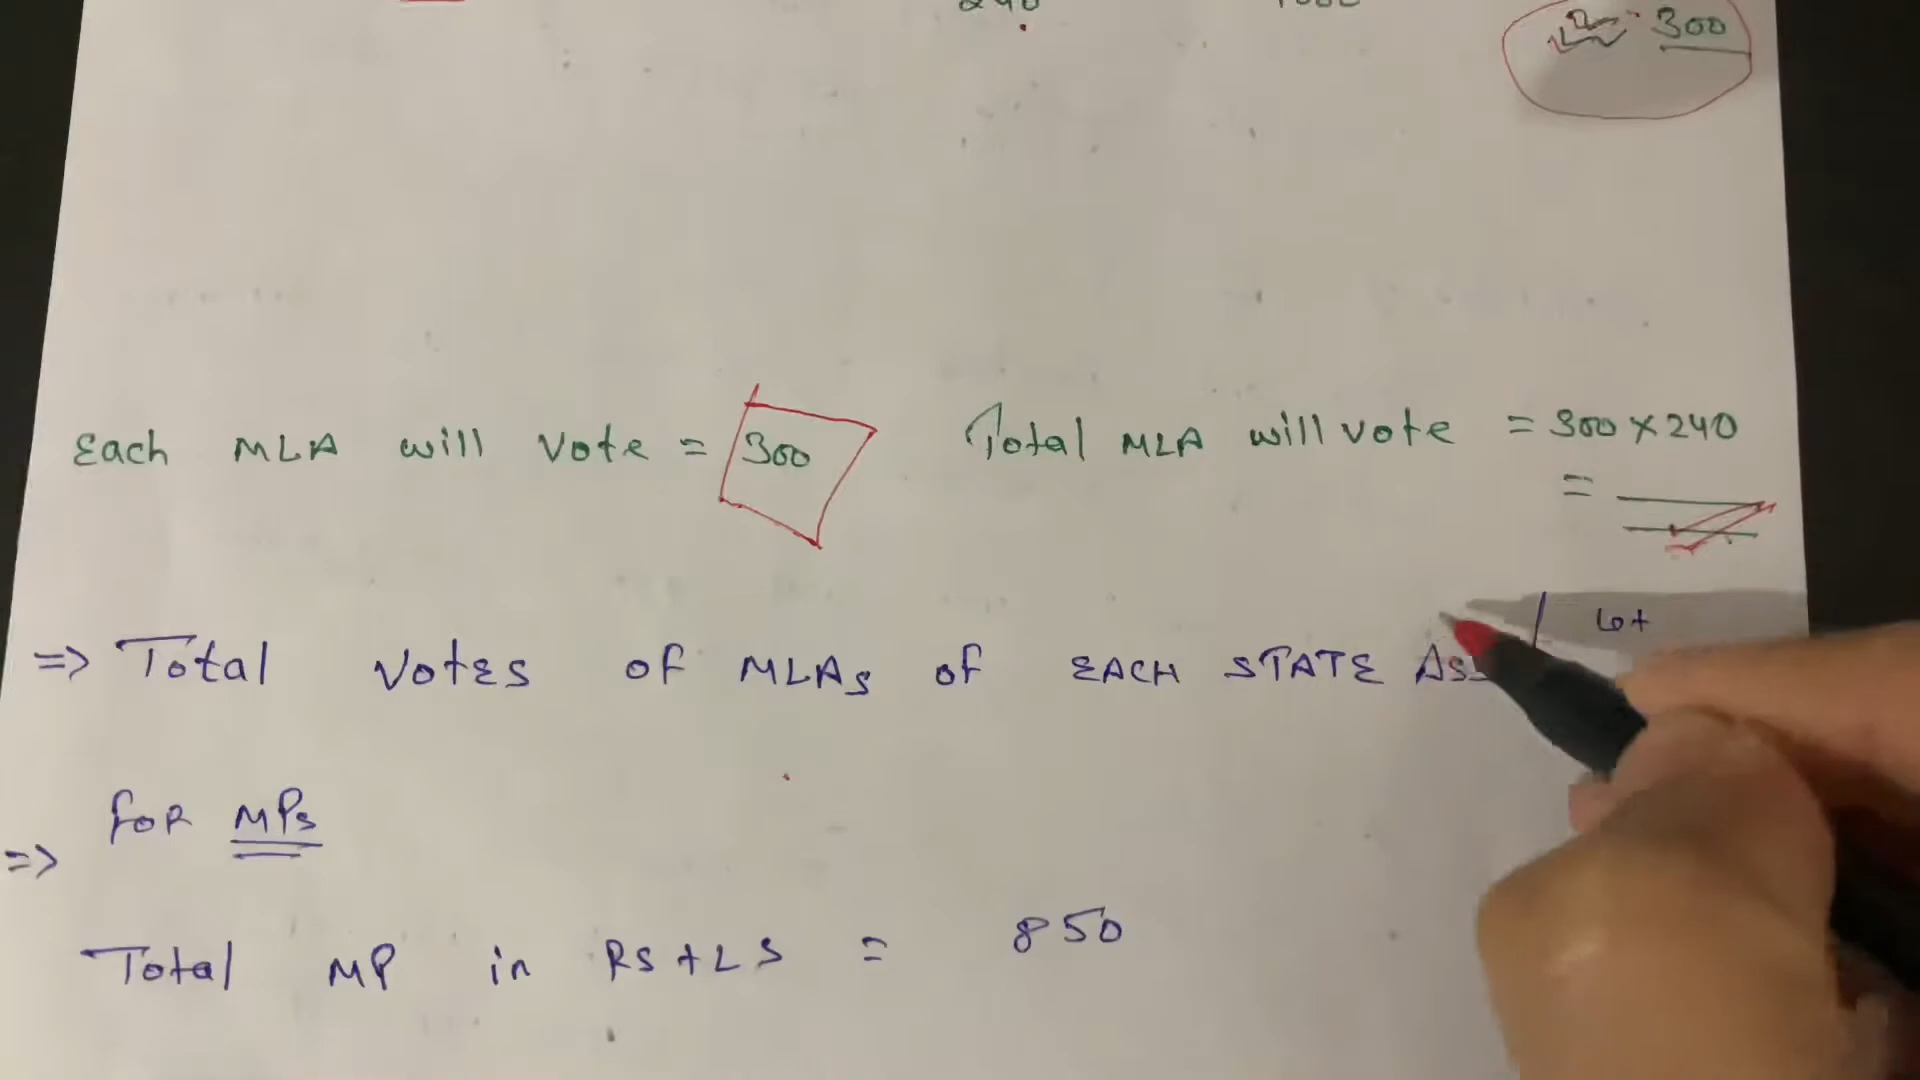 300
Each MLA will vote = 300
Total MLA will vote = 300 x 240
=
=> Total votes of MLAs of EACH STATE
=> for MPs
Total MP in RS + LS = 850